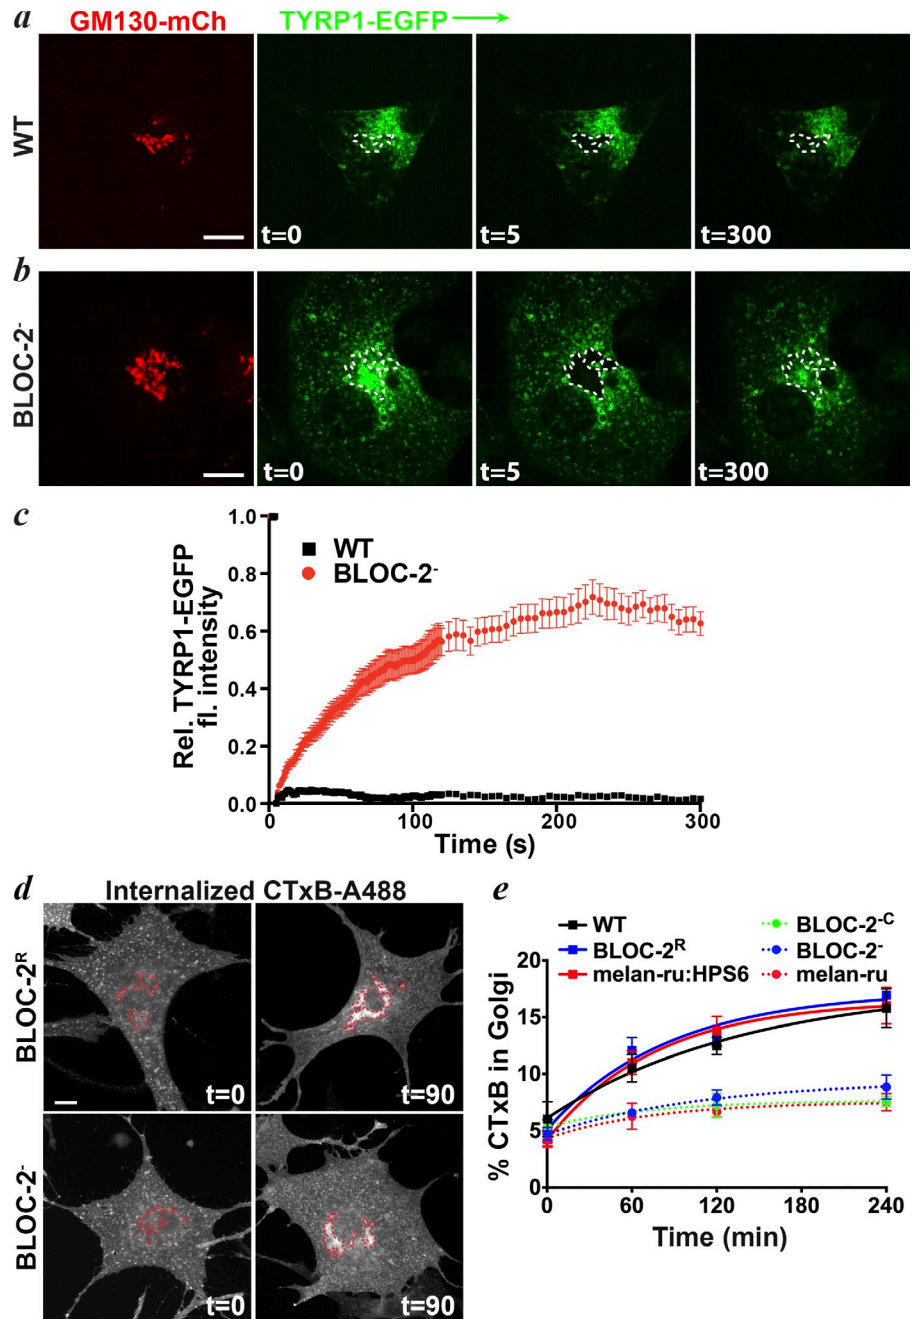 a GM130-mCh TYRP1-EGFP
WT
t=0 t=5 t=300
b
BLOC-2-
t=0 t=5 t=300
c
Rel. TYRP1-EGFP
fl. intensity
1.0
0.8
0.6
0.4
0.2
0.0
WT
BLOC-2-
0 100 200 300
Time (s)
d Internalized CTxB-A488
BLOC-2R
t=0 t=90
BLOC-2-
t=0 t=90
e
WT
BLOC-2R
melan-ru:HPS6
BLOC-2-C
BLOC-2-
melan-ru
% CTxB in Golgi
20
15
10
5
0
0 60 120 180 240
Time (min)